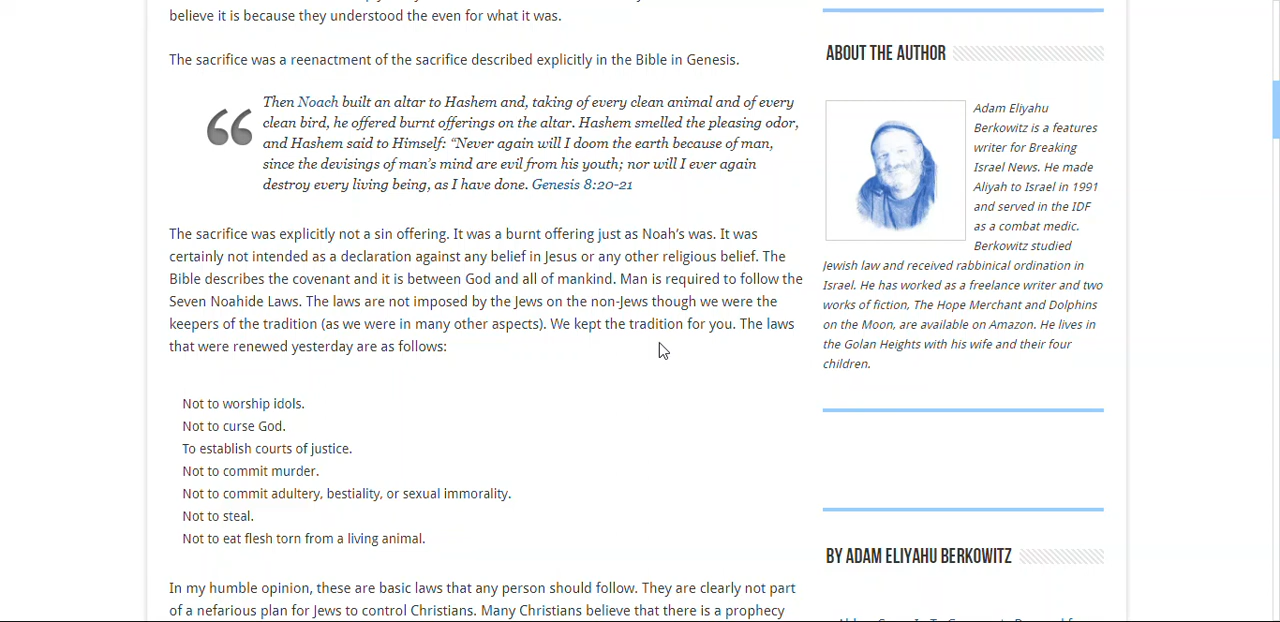 believe it is because they understood the even for what it was.
The sacrifice was a reenactment of the sacrifice described explicitly in the Bible in Genesis.
Then Noach built an altar to Hashem and, taking of every clean animal and of every
clean bird, he offered burnt offerings on the altar. Hashem smelled the pleasing odor,
and Hashem said to Himself: “Never again will I doom the earth because of man,
since the devisings of man’s mind are evil from his youth; nor will I ever again
destroy every living being, as I have done. Genesis 8:20-21
The sacrifice was explicitly not a sin offering. It was a burnt offering just as Noah’s was. It was
certainly not intended as a declaration against any belief in Jesus or any other religious belief. The
Bible describes the covenant and it is between God and all of mankind. Man is required to follow the
Seven Noahide Laws. The laws are not imposed by the Jews on the non-Jews though we were the
keepers of the tradition (as we were in many other aspects). We kept the tradition for you. The laws
that were renewed yesterday are as follows:
Not to worship idols.
Not to curse God.
To establish courts of justice.
Not to commit murder.
Not to commit adultery, bestiality, or sexual immorality.
Not to steal.
Not to eat flesh torn from a living animal.
In my humble opinion, these are basic laws that any person should follow. They are clearly not part
of a nefarious plan for Jews to control Christians. Many Christians believe that there is a prophecy
ABOUT THE AUTHOR
Adam Eliyahu
Berkowitz is a features
writer for Breaking
Israel News. He made
Aliyah to Israel in 1991
and served in the IDF
as a combat medic.
Berkowitz studied
Jewish law and received rabbinical ordination in
Israel. He has worked as a freelance writer and two
works of fiction, The Hope Merchant and Dolphins
on the Moon, are available on Amazon. He lives in
the Golan Heights with his wife and their four
children.
BY ADAM ELIYAHU BERKOWITZ